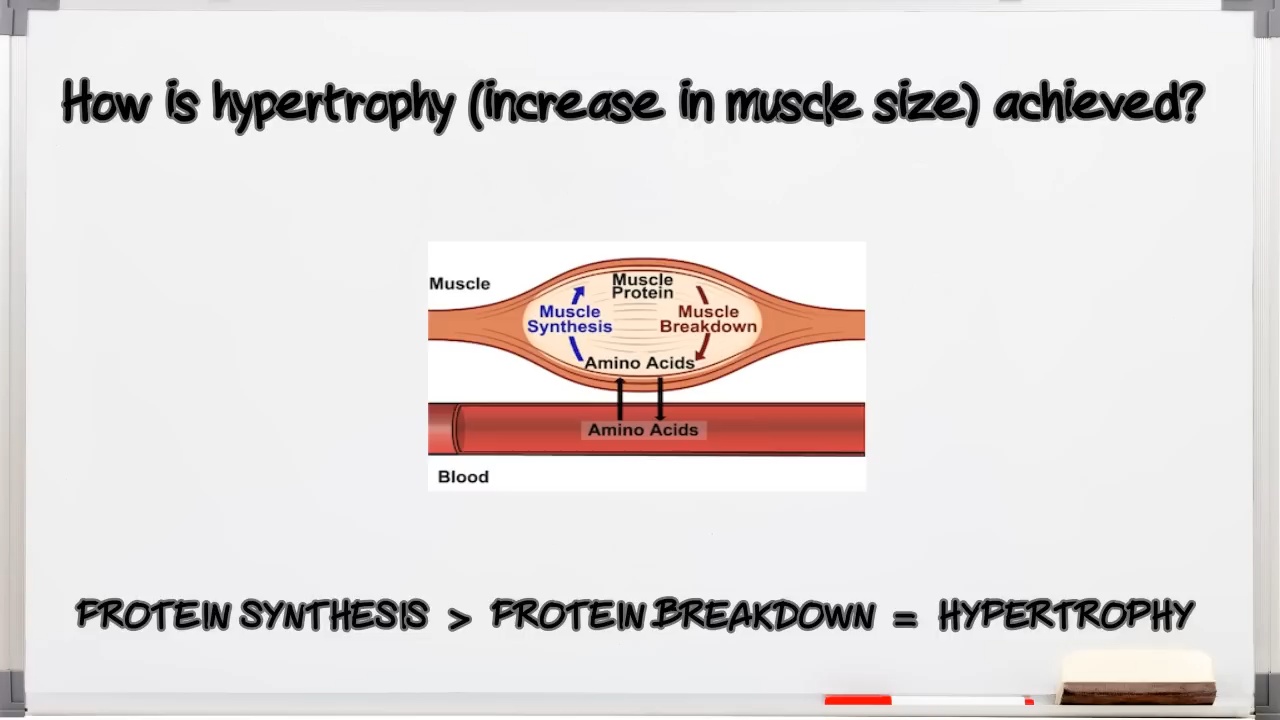 How is hypertrophy (increase in muscle size) achieved?
Muscle
Muscle
Protein
Muscle
Synthesis
Muscle
Breakdown
Amino Acids
Amino Acids
Blood
PROTEIN SYNTHESIS > PROTEIN BREAKDOWN = HYPERTROPHY